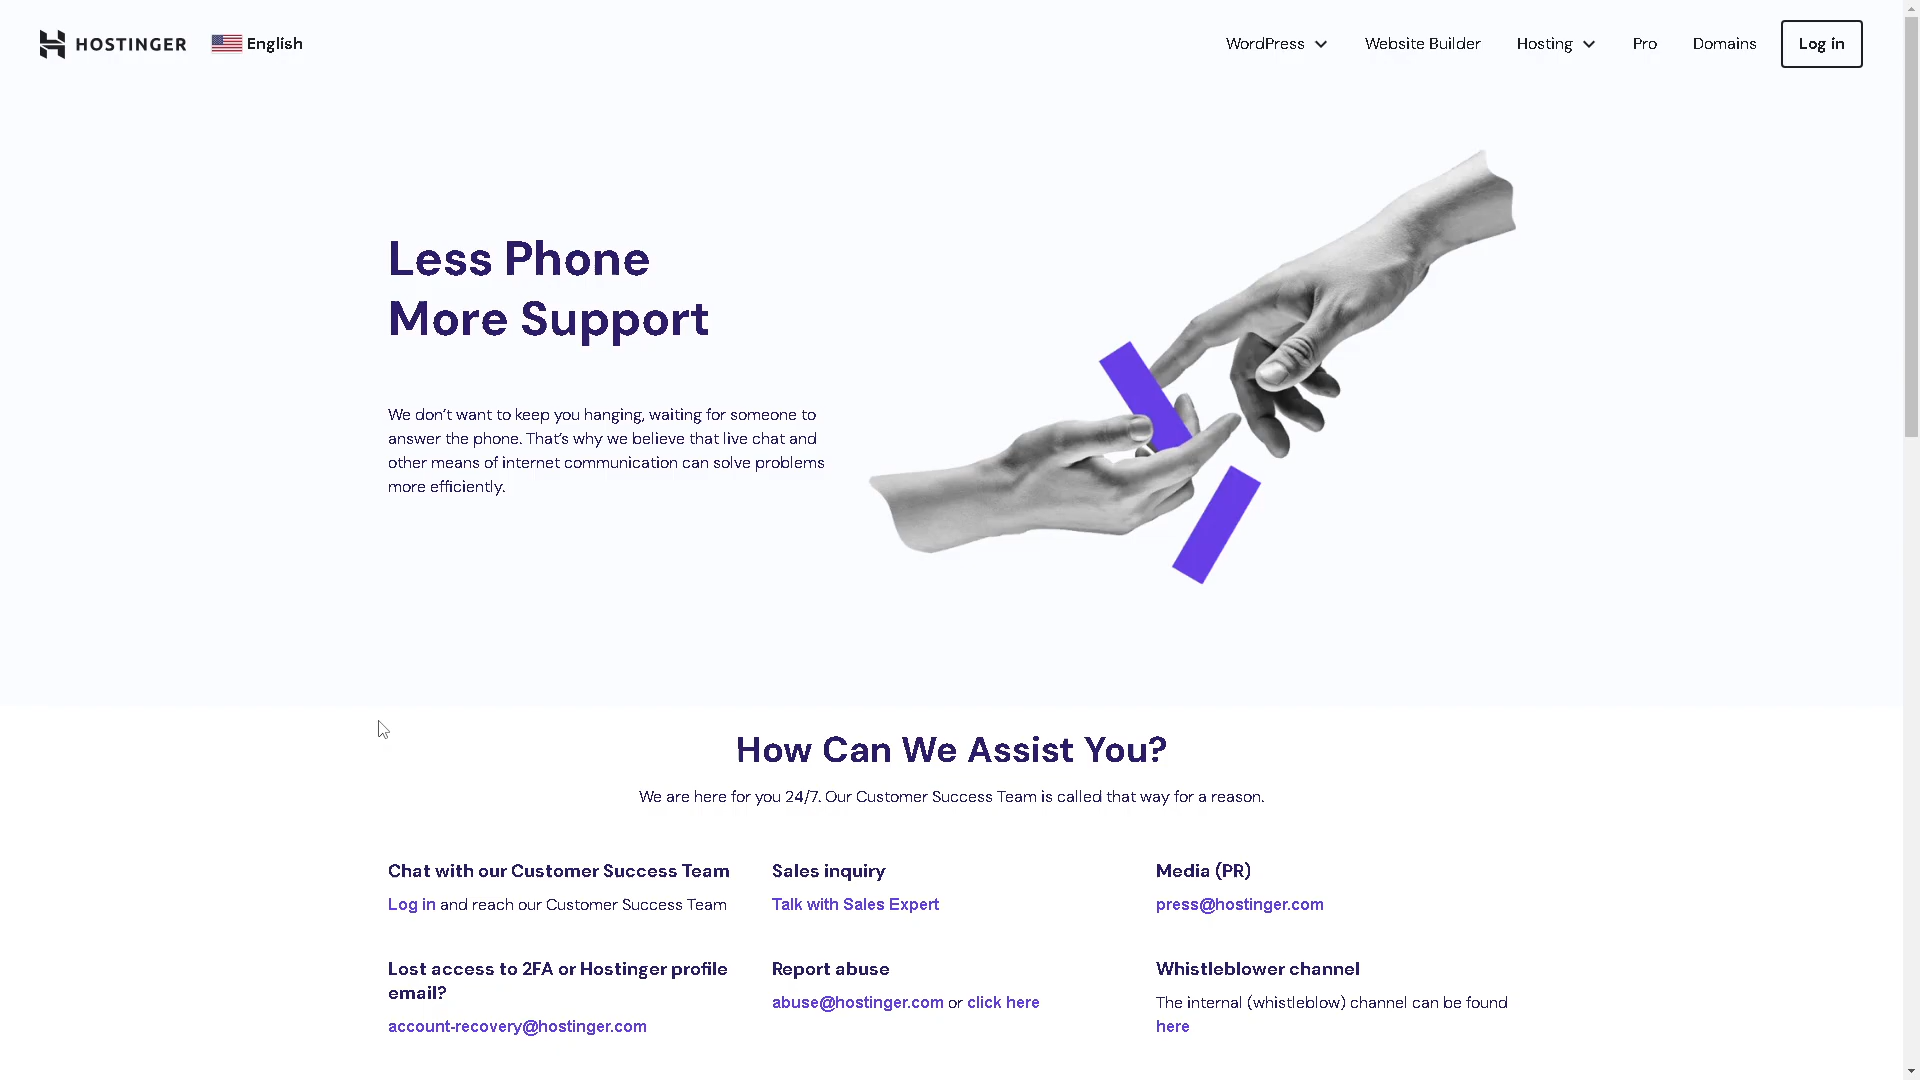 HOSTINGER
English
WordPress
Website Builder
Hosting
Pro
Domains
Log in
Less Phone
More Support
We don’t want to keep you hanging, waiting for someone to
answer the phone. That’s why we believe that live chat and
other means of internet communication can solve problems
more efficiently.
How Can We Assist You?
We are here for you 24/7. Our Customer Success Team is called that way for a reason.
Chat with our Customer Success Team
Log in and reach our Customer Success Team
Sales inquiry
Talk with Sales Expert
Media (PR)
press@hostinger.com
Lost access to 2FA or Hostinger profile
email?
account-recovery@hostinger.com
Report abuse
abuse@hostinger.com or click here
Whistleblower channel
The internal (whistleblow) channel can be found
here